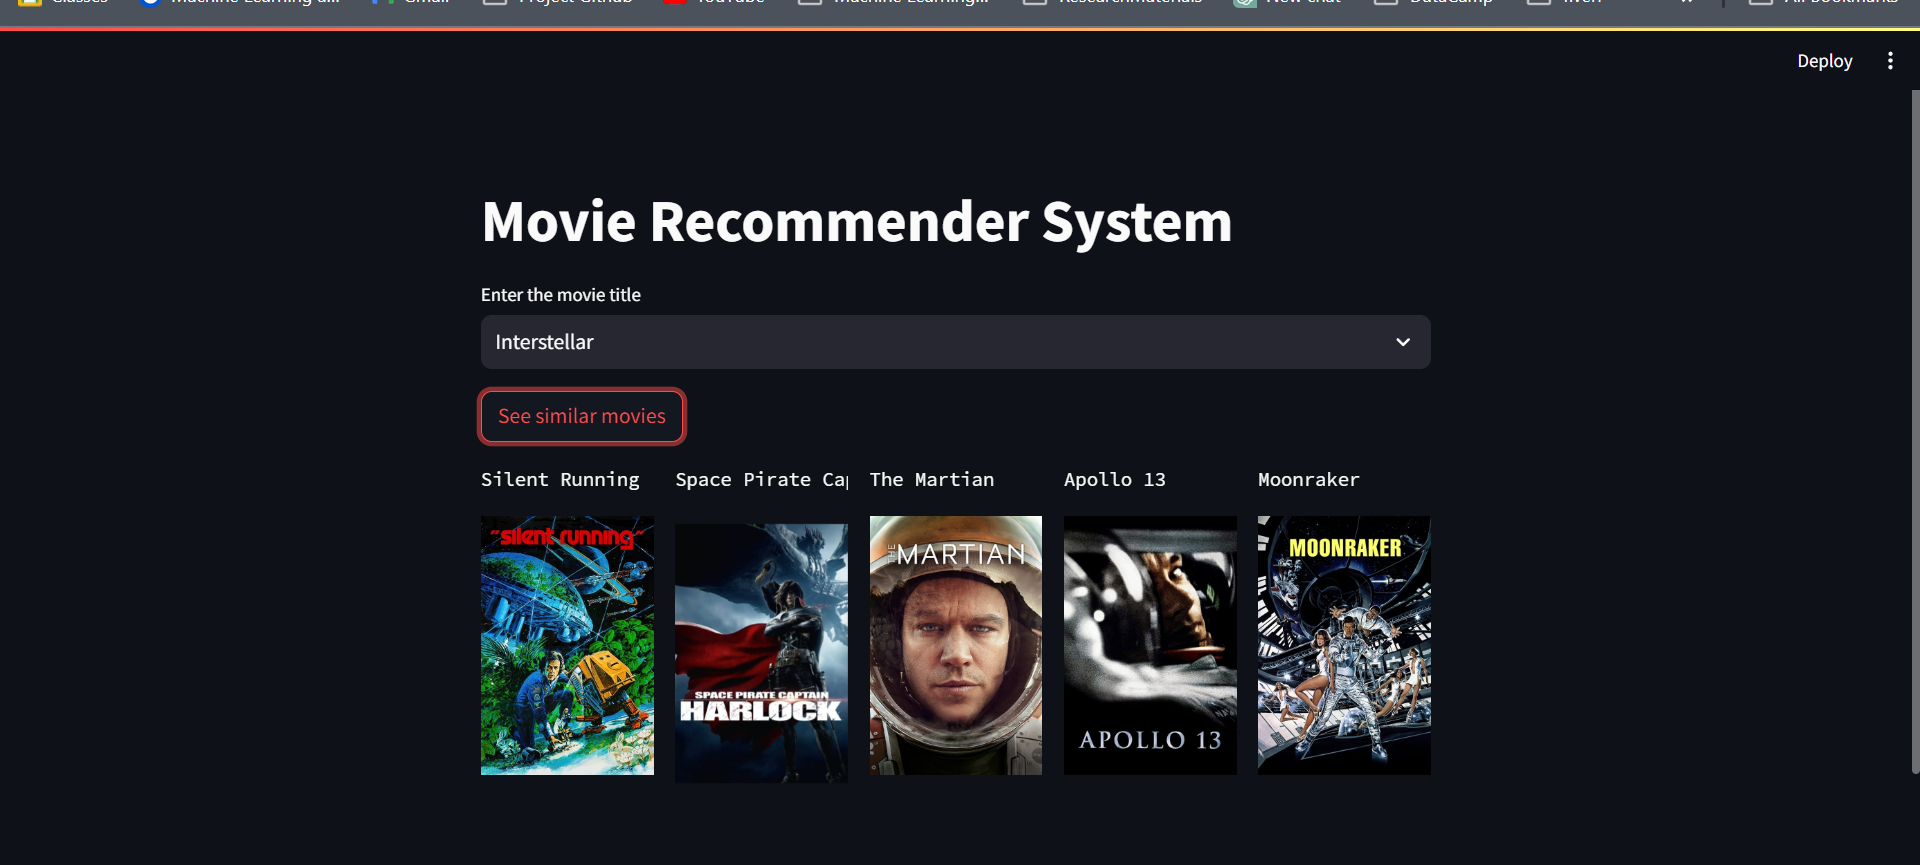 Deploy
Movie Recommender System
Enter the movie title
Interstellar
See similar movies
Silent Running
Space Pirate Ca
The Martian
Apollo 13
Moonraker
"silent running"
SPACE PIRATE CAPTAIN
HARLOCK
THE MARTIAN
APOLLO 13
MOONRAKER